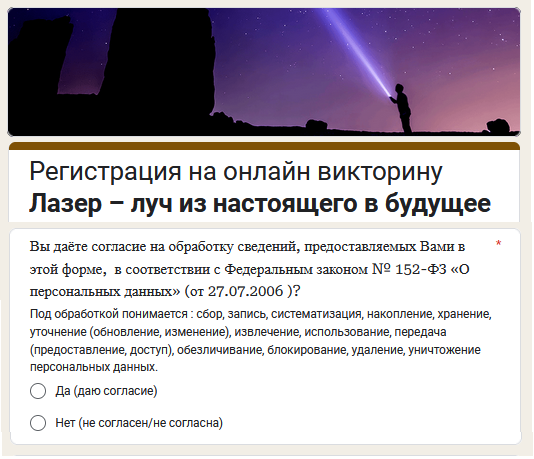 Регистрация на онлайн викторину
Лазер – луч из настоящего в будущее
Вы даёте согласие на обработку сведений, предоставляемых Вами в *
этой форме, в соответствии с Федеральным законом № 152-ФЗ «О
персональных данных» (от 27.07.2006 )?
Под обработкой понимается : сбор, запись, систематизация, накопление, хранение,
уточнение (обновление, изменение), извлечение, использование, передача
(предоставление, доступ), обезличивание, блокирование, удаление, уничтожение
персональных данных.
Да (даю согласие)
Нет (не согласен/не согласна)